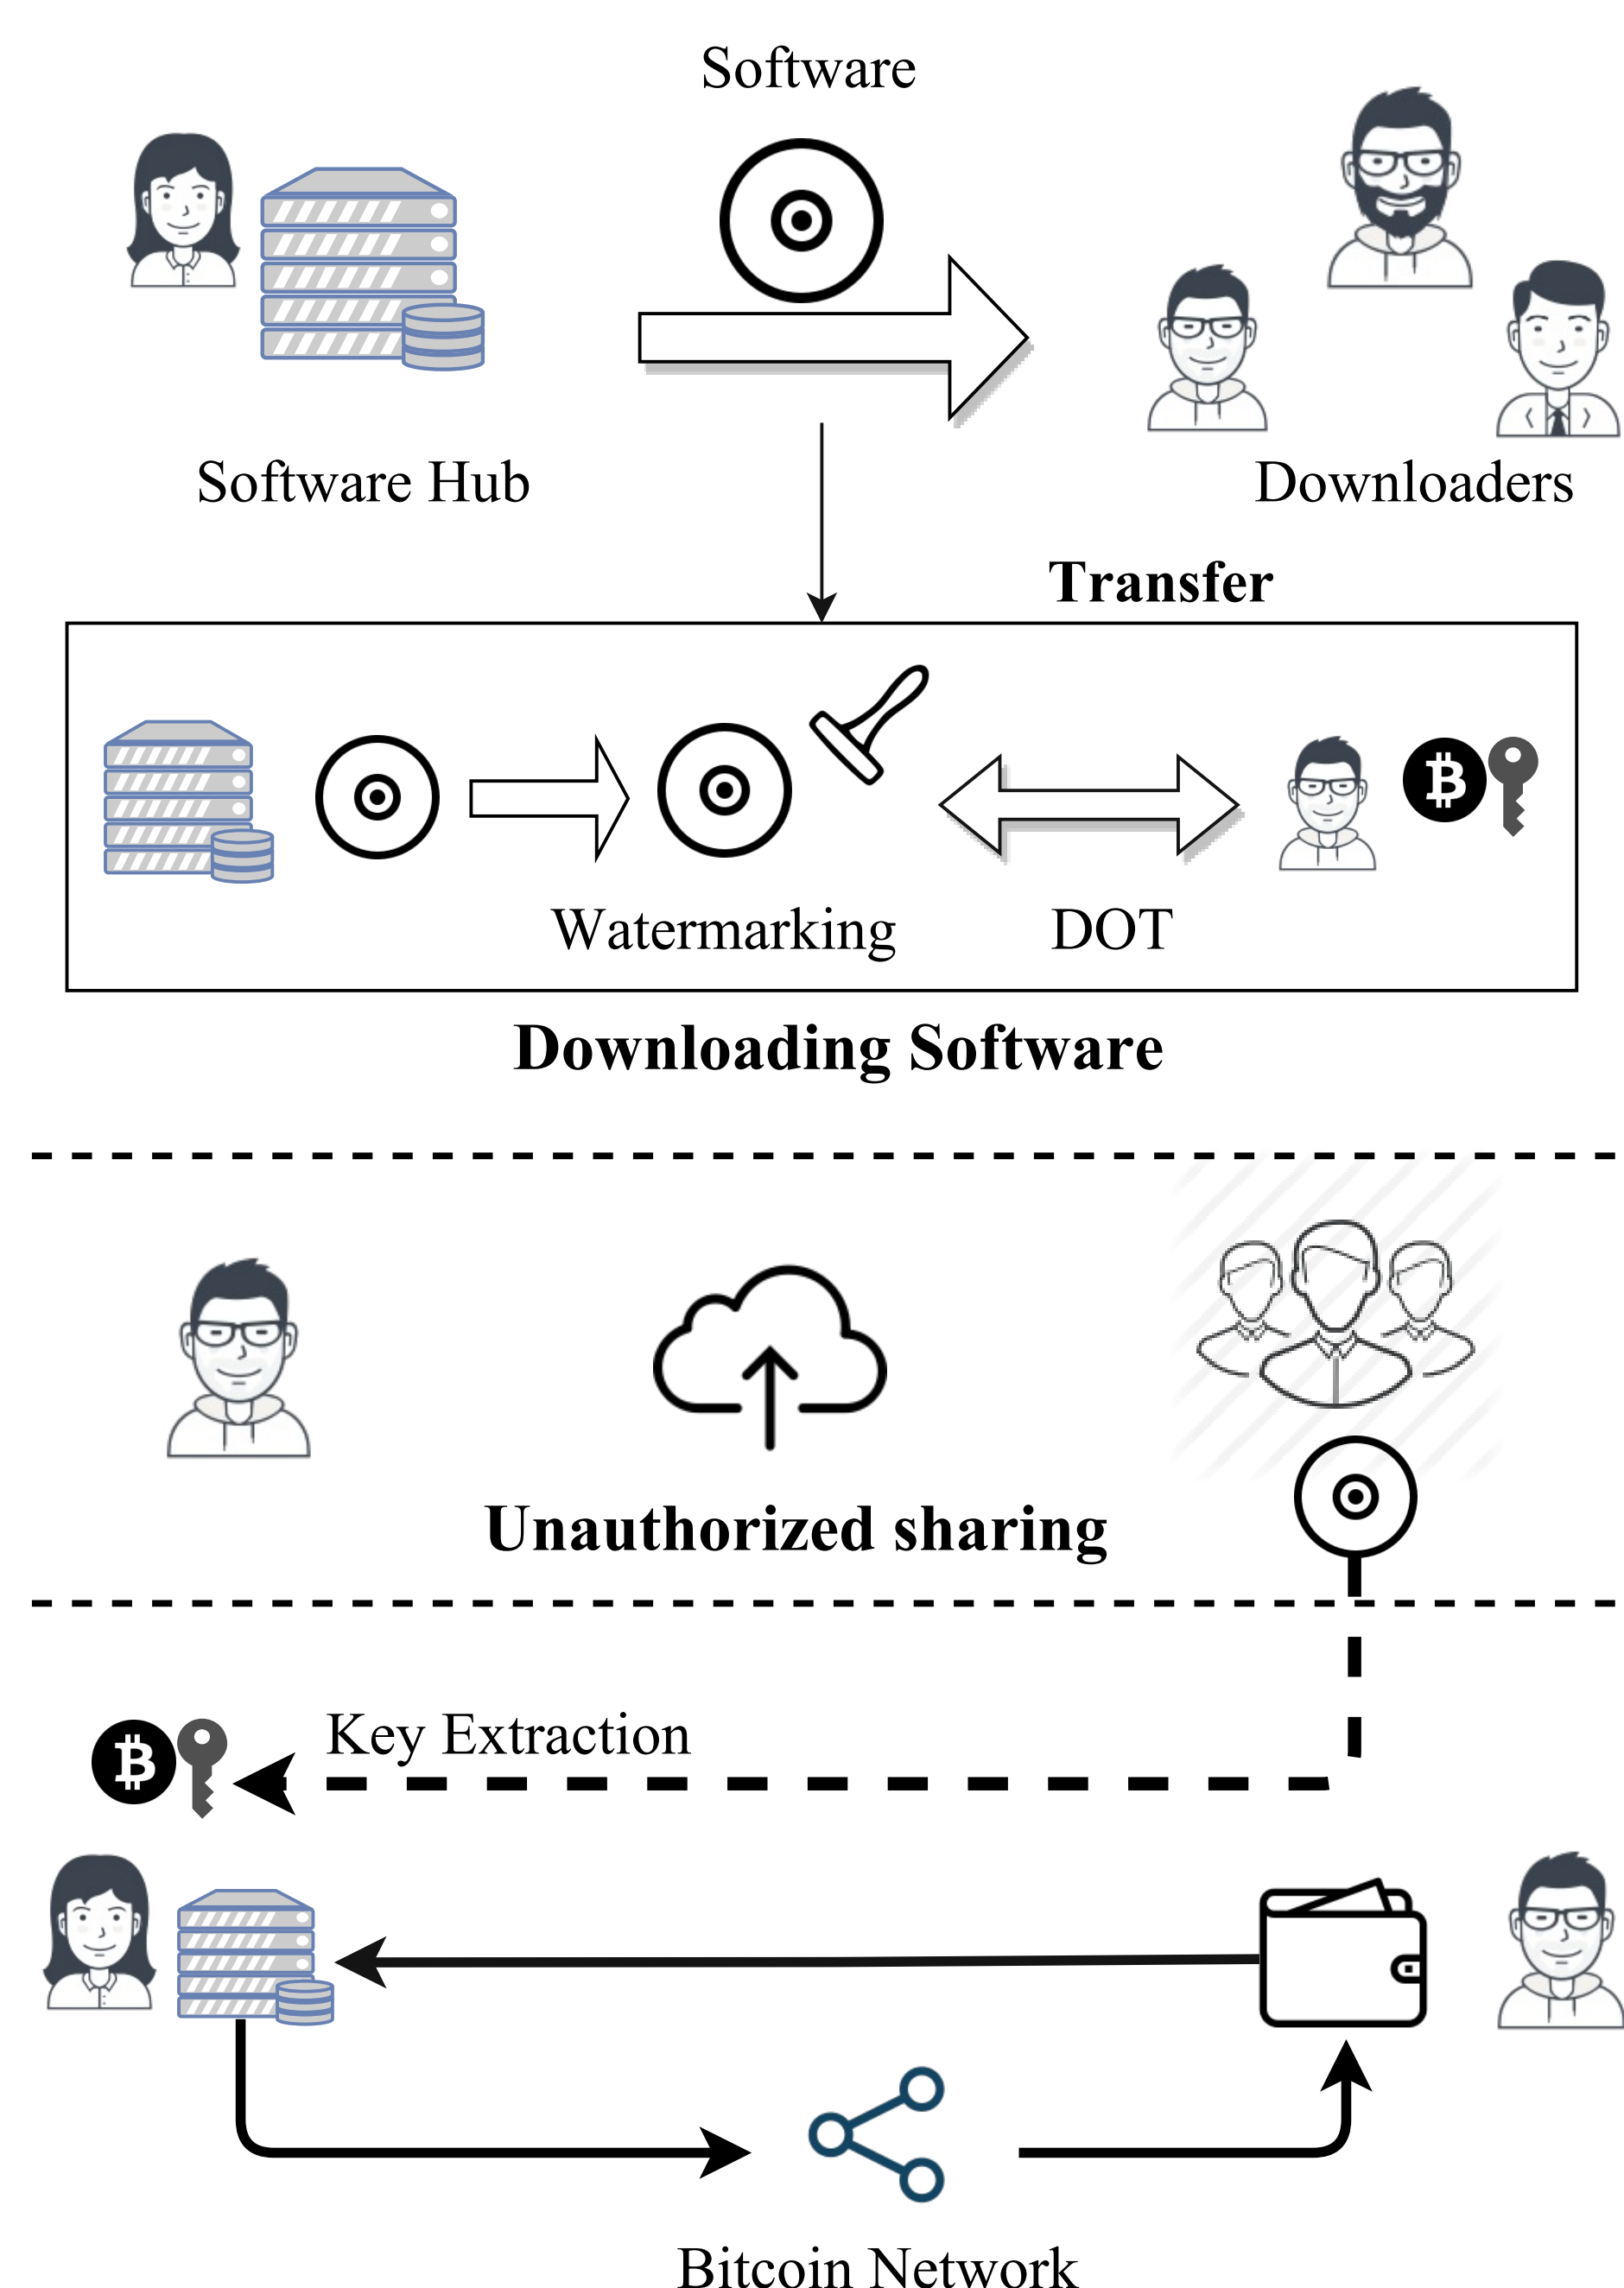 Software
Software Hub
Downloaders
Transfer
Watermarking
DOT
Downloading Software
Unauthorized sharing
Key Extraction
Bitcoin Network